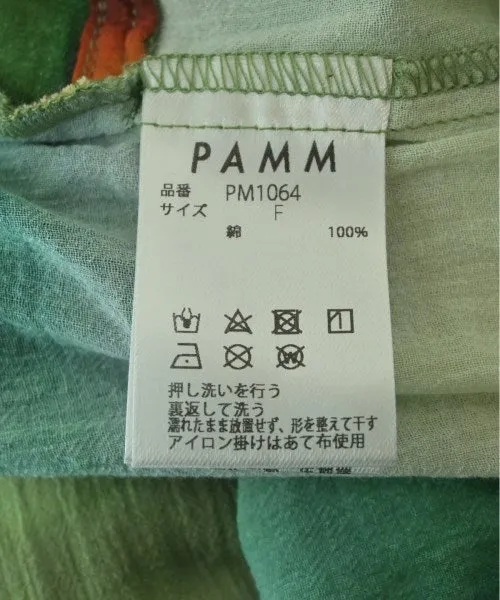 PAMM
品番 PM1064
サイズ F
綿 100%
押し洗いを行う
裏返して洗う
濡れたまま放置せず、形を整えて干す
アイロン掛けはあて布使用